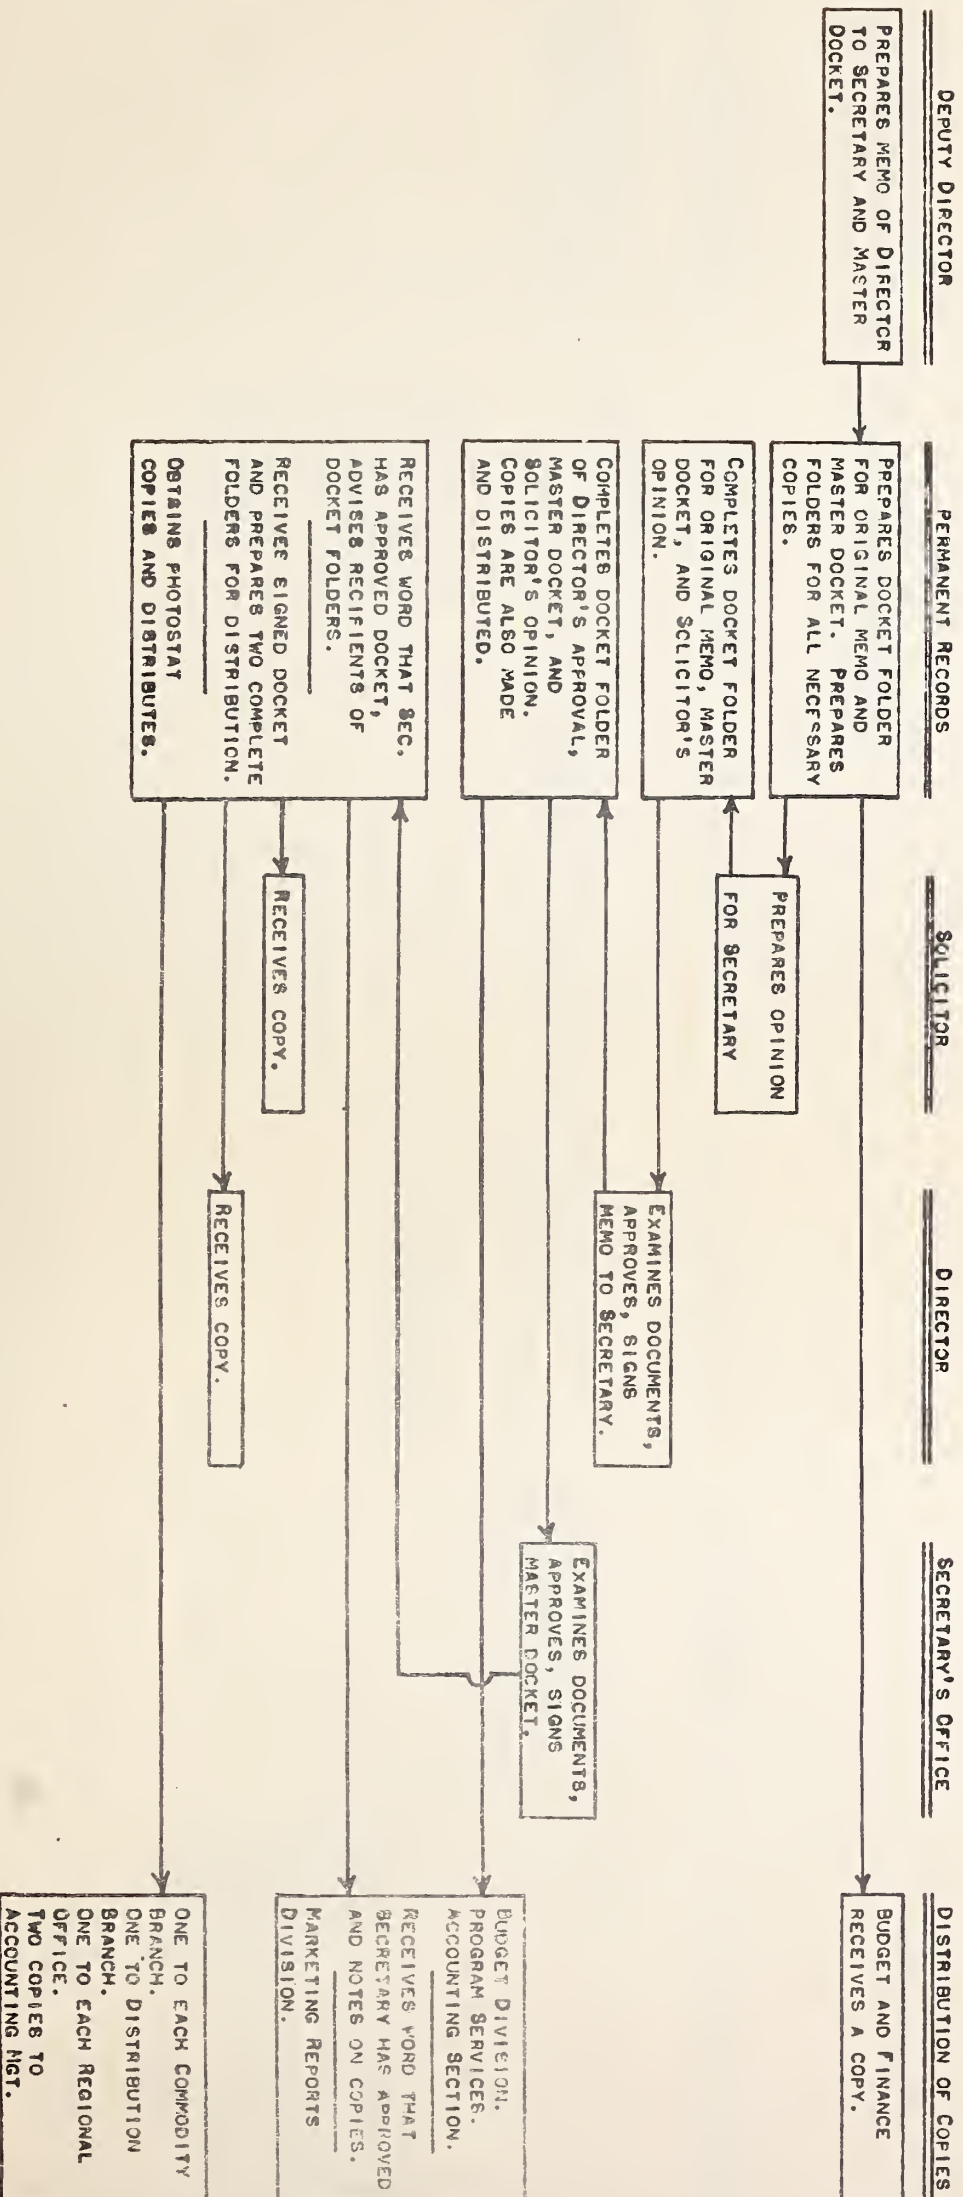 DEPUTY DIRECTOR
PREPARES MEMO OF DIRECTOR
TO SECRETARY AND MASTER
DOCKET.
PERMANENT RECORDS
PREPARES DOCKET FOLDER
FOR ORIGINAL MEMO AND
MASTER DOCKET. PREPARES
FOLDERS FOR ALL NECESSARY
COPIES.
COMPLETES DOCKET FOLDER
FOR ORIGINAL MEMO, MASTER
DOCKET, AND SOLICITOR'S
OPINION.
COMPLETES DOCKET FOLDER
OF DIRECTOR'S APPROVAL,
MASTER DOCKET, AND
SOLICITOR'S OPINION.
COPIES ARE ALSO MADE
AND DISTRIBUTED.
RECEIVES WORD THAT SEC.
HAS APPROVED DOCKET,
ADVISES RECIPIENTS OF
DOCKET FOLDERS.
RECEIVES SIGNED DOCKET
AND PREPARES TWO COMPLETE
FOLDERS FOR DISTRIBUTION.
OBTAINS PHOTOSTAT
COPIES AND DISTRIBUTES.
SOLICITOR
PREPARES OPINION
FOR SECRETARY
RECEIVES COPY.
DIRECTOR
EXAMINES DOCUMENTS,
APPROVES, SIGNS
MEMO TO SECRETARY.
RECEIVES COPY.
SECRETARY'S OFFICE
EXAMINES DOCUMENTS,
APPROVES, SIGNS
MASTER DOCKET.
DISTRIBUTION OF COPIES
BUDGET AND FINANCE
RECEIVES A COPY.
BUDGET DIVISION.
PROGRAM SERVICES.
ACCOUNTING SECTION.
RECEIVES WORD THAT
SECRETARY HAS APPROVED
AND NOTES ON COPIES.
MARKETING REPORTS
DIVISION.
ONE TO EACH COMMODITY
BRANCH.
ONE TO DISTRIBUTION
BRANCH.
ONE TO EACH REGIONAL
OFFICE.
TWO COPIES TO
ACCOUNTING MGT.